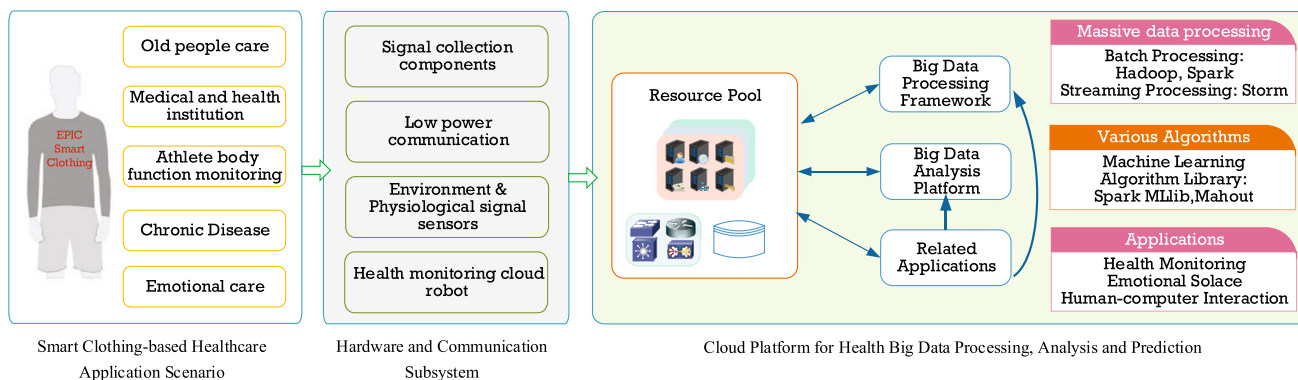 EPIC
Smart
Clothing
Old people care
Medical and health
institution
Athlete body
function monitoring
Chronic Disease
Emotional care
Signal collection
components
Low power
communication
Environment &
Physiological signal
sensors
Health monitoring cloud
robot
Resource Pool
Big Data
Processing
Framework
Big Data
Analysis
Platform
Related
Applications
Massive data processing
Batch Processing:
Hadoop, Spark
Streaming Processing: Storm
Various Algorithms
Machine Learning
Algorithm Library:
Spark MLlib,Mahout
Applications
Health Monitoring
Emotional Solace
Human-computer Interaction
Smart Clothing-based Healthcare
Application Scenario
Hardware and Communication
Subsystem
Cloud Platform for Health Big Data Processing, Analysis and Prediction